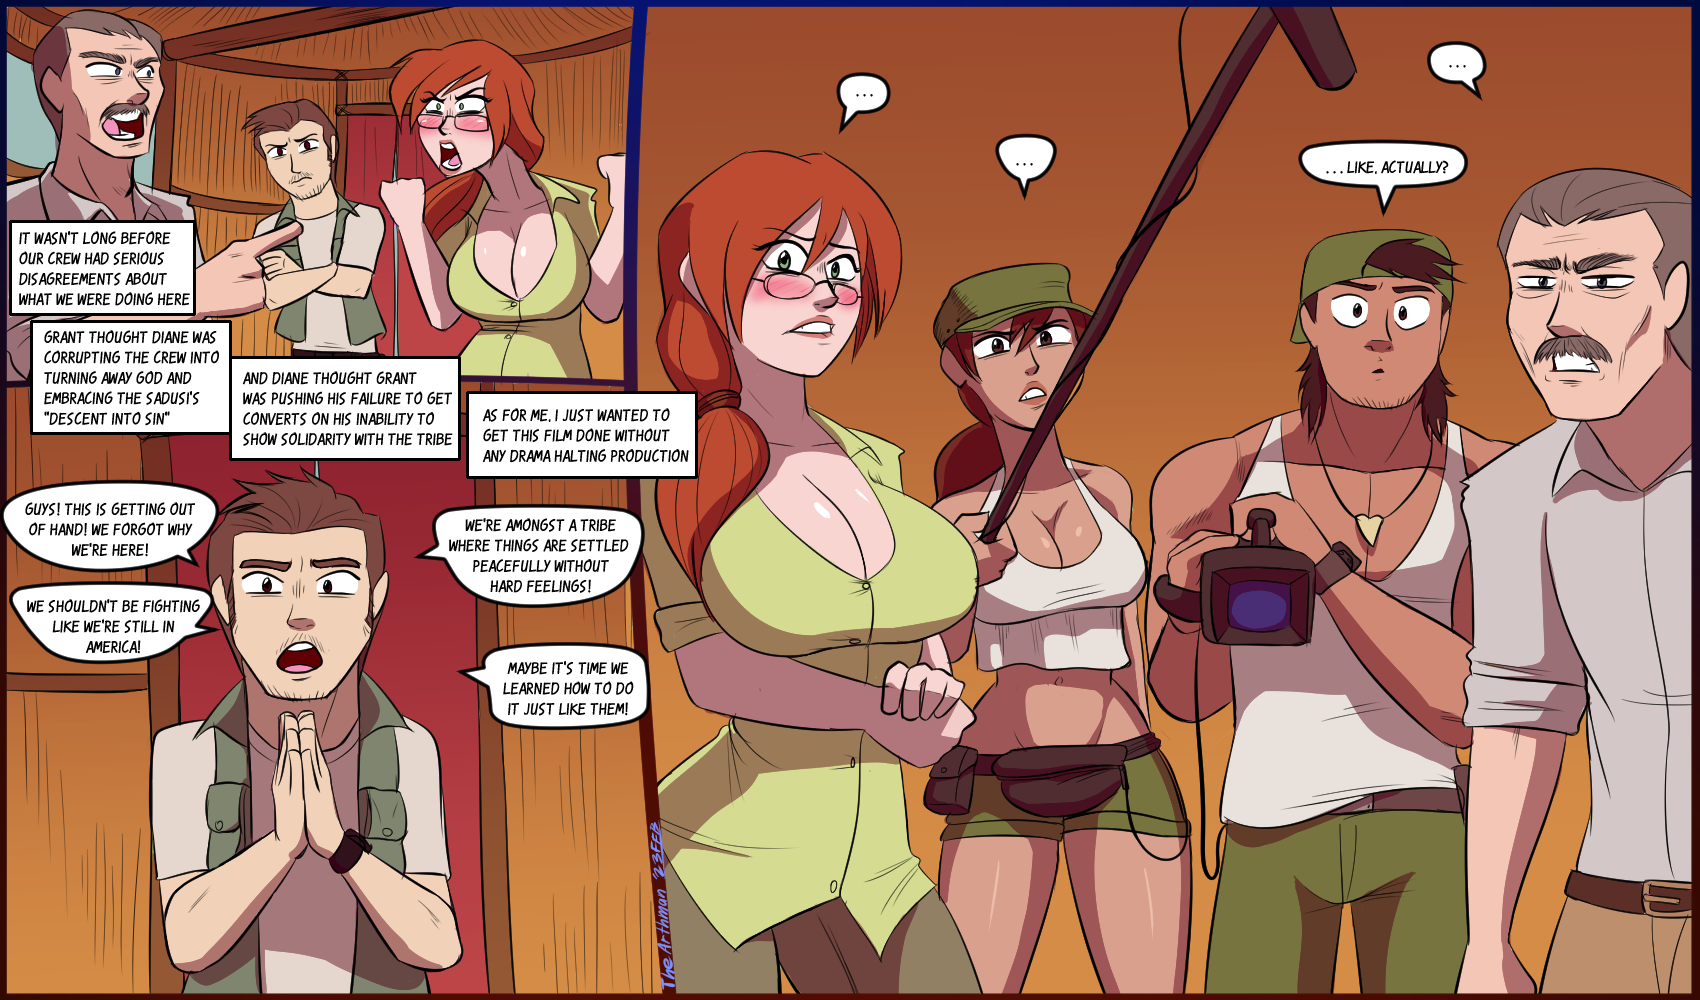 IT WASN'T LONG BEFORE
OUR CREW HAD SERIOUS
DISAGREEMENTS ABOUT
WHAT WE WERE DOING HERE
GRANT THOUGHT DIANE WAS
CORRUPTING THE CREW INTO
TURNING AWAY GOD AND
EMBRACING THE SADUSI'S
"DESCENT INTO SIN"
AND DIANE THOUGHT GRANT
WAS PUSHING HIS FAILURE TO GET
CONVERTS ON HIS INABILITY TO
SHOW SOLIDARITY WITH THE TRIBE
AS FOR ME, I JUST WANTED TO
GET THIS FILM DONE WITHOUT
ANY DRAMA HALTING PRODUCTION
GUYS! THIS IS GETTING OUT
OF HAND! WE FORGOT WHY
WE'RE HERE!
WE SHOULDN'T BE FIGHTING
LIKE WE'RE STILL IN
AMERICA!
WE'RE AMONGST A TRIBE
WHERE THINGS ARE SETTLED
PEACEFULLY WITHOUT
HARD FEELINGS!
MAYBE IT'S TIME WE
LEARNED HOW TO DO
IT JUST LIKE THEM!
...
...
...LIKE, ACTUALLY?
...
The Arthman '23FEB